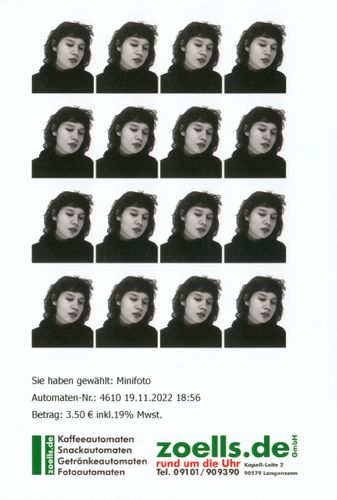 Sie haben gewählt: Minifoto
Automaten-Nr.: 4610 19.11.2022 18:56
Betrag: 3.50 € inkl.19% Mwst.
zoells.de
Kaffeeautomaten
Snackautomaten
Getränkeautomaten
Fotoautomaten
zoells.de GmbH
rund um die Uhr Kapell-Leite 2
Tel. 09101/909390 90579 Langenzenn